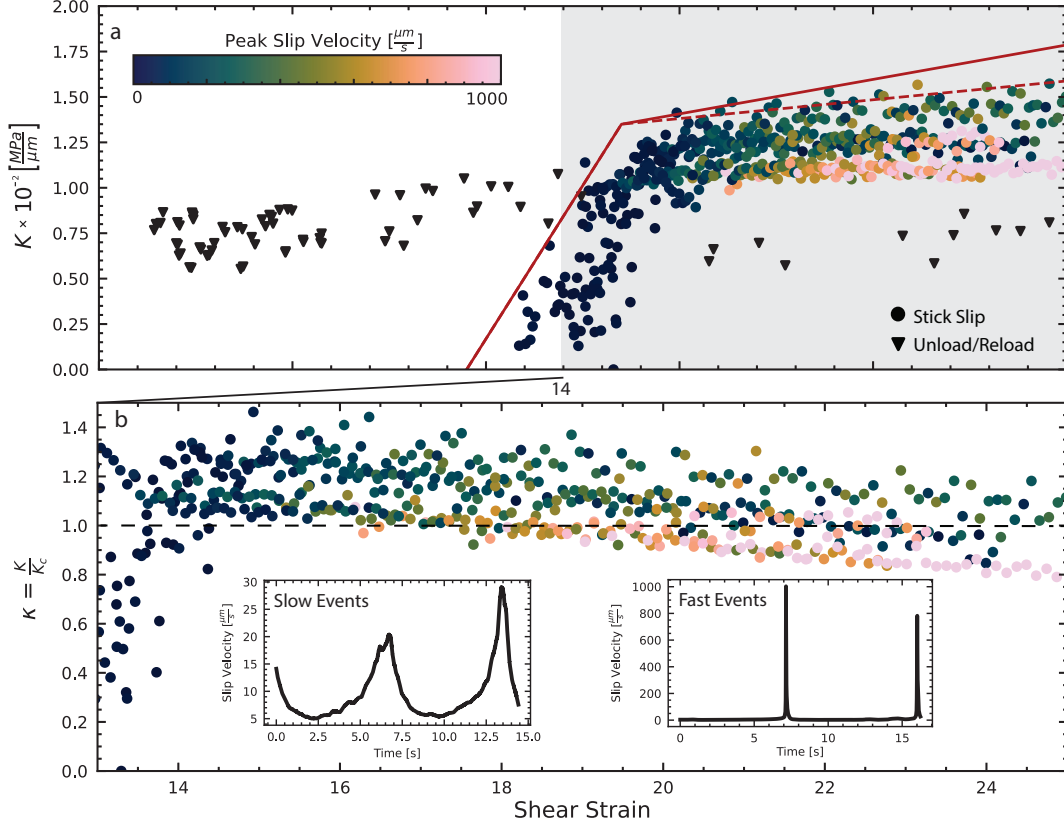 a
Peak Slip Velocity [μm/s]
0
1000
2.00
1.75
1.50
1.25
1.00
0.75
0.50
0.25
0.00
K × 10⁻² [MPa/μm]
Stick Slip
Unload/Reload
14
b
1.4
1.2
1.0
0.8
0.6
0.4
0.2
0.0
κ = K/Kc
Slow Events
30
25
20
15
10
5
Slip Velocity [μm/s]
0.0 2.5 5.0 7.5 10.0 12.5 15.0
Time [s]
Fast Events
1000
800
600
400
200
0
Slip Velocity [μm/s]
0 5 10 15
Time [s]
14 16 18 20 22 24
Shear Strain